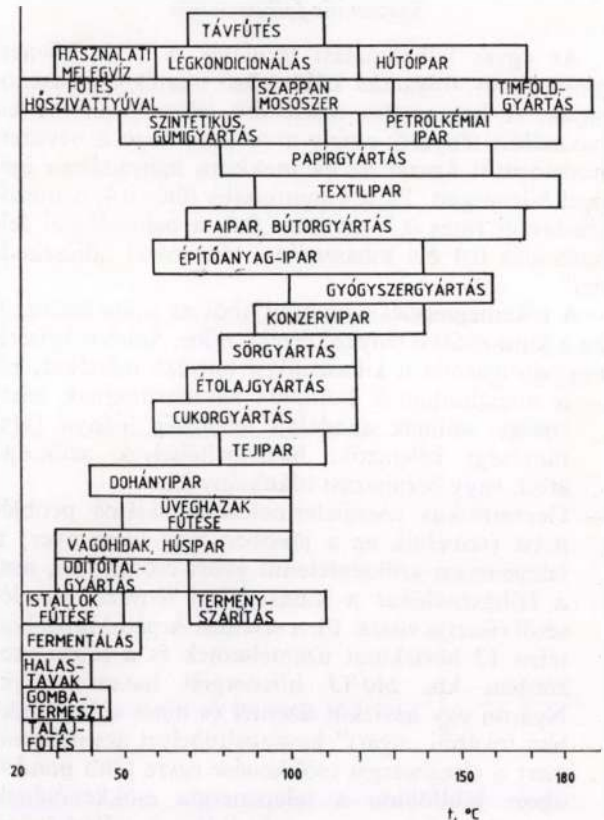 TÁVFŰTÉS
HASZNALATI
MELEGVÍZ
LÉGKONDICIONÁLÁS
HŰTŐIPAR
FŰTÉS
HŐSZIVATTYÚVAL
SZAPPAN
MOSÓSZER
TIMFÖLD-
GYÁRTÁS
SZINTETIKUS,
GUMIGYÁRTÁS
PETROLKÉMIAI
IPAR
PAPIRGYÁRTÁS
TEXTILIPAR
FAIPAR, BÚTORGYÁRTÁS
ÉPÍTŐANYAG-IPAR
GYÓGYSZERGYÁRTÁS
KONZERVIPAR
SÖRGYÁRTÁS
ÉTOLAJGYÁRTÁS
CUKORGYÁRTÁS
TEJIPAR
DOHÁNYIPAR
ÜVEGHÁZAK
FŰTÉSE
VÁGÓHIDAK, HÚSIPAR
ÜDÍTŐITAL-
GYÁRTÁS
ISTÁLLÓK
FŰTÉSE
TERMÉNY-
SZÁRÍTÁS
FERMENTÁLÁS
HALAS-
TAVAK
GOMBA-
TERMESZT.
TALAJ-
FŰTÉS
20 50 100 150 180
t, °C